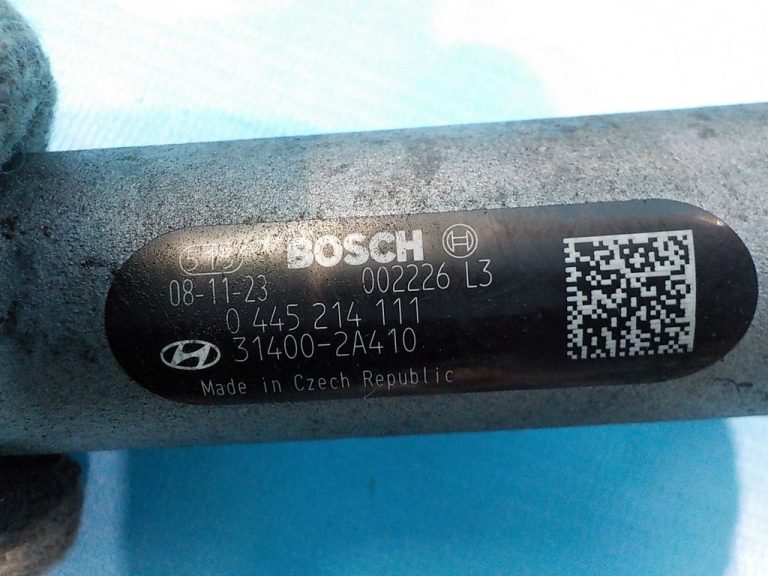 BOSCH
08-11-23 002226 L3
0 445 214 111
31400-2A410
Made in Czech Republic